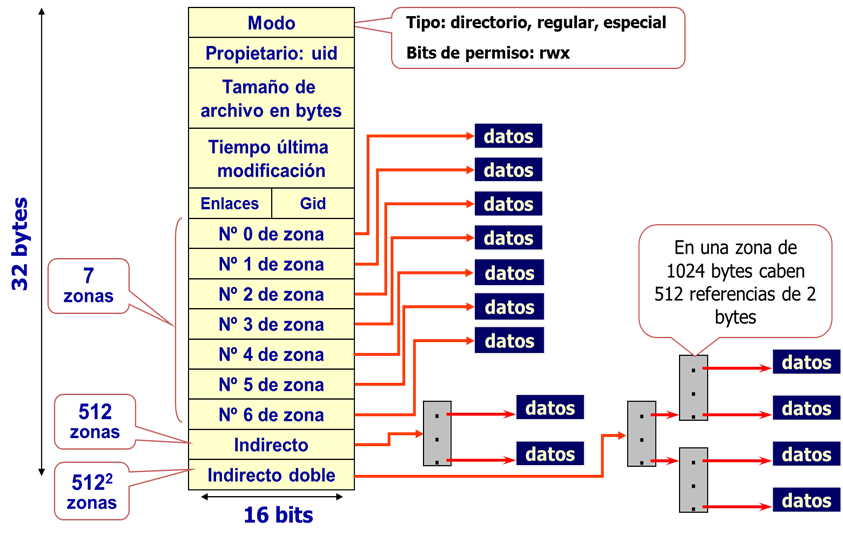 Modo
Tipo: directorio, regular, especial
Bits de permiso: rwx
Propietario: uid
Tamaño de
archivo en bytes
Tiempo última
modificación
Enlaces
Gid
Nº 0 de zona
Nº 1 de zona
Nº 2 de zona
Nº 3 de zona
Nº 4 de zona
Nº 5 de zona
Nº 6 de zona
Indirecto
Indirecto doble
16 bits
32 bytes
7
zonas
512
zonas
512²
zonas
datos
datos
datos
datos
datos
datos
datos
datos
datos
En una zona de
1024 bytes caben
512 referencias de 2
bytes
datos
datos
datos
datos